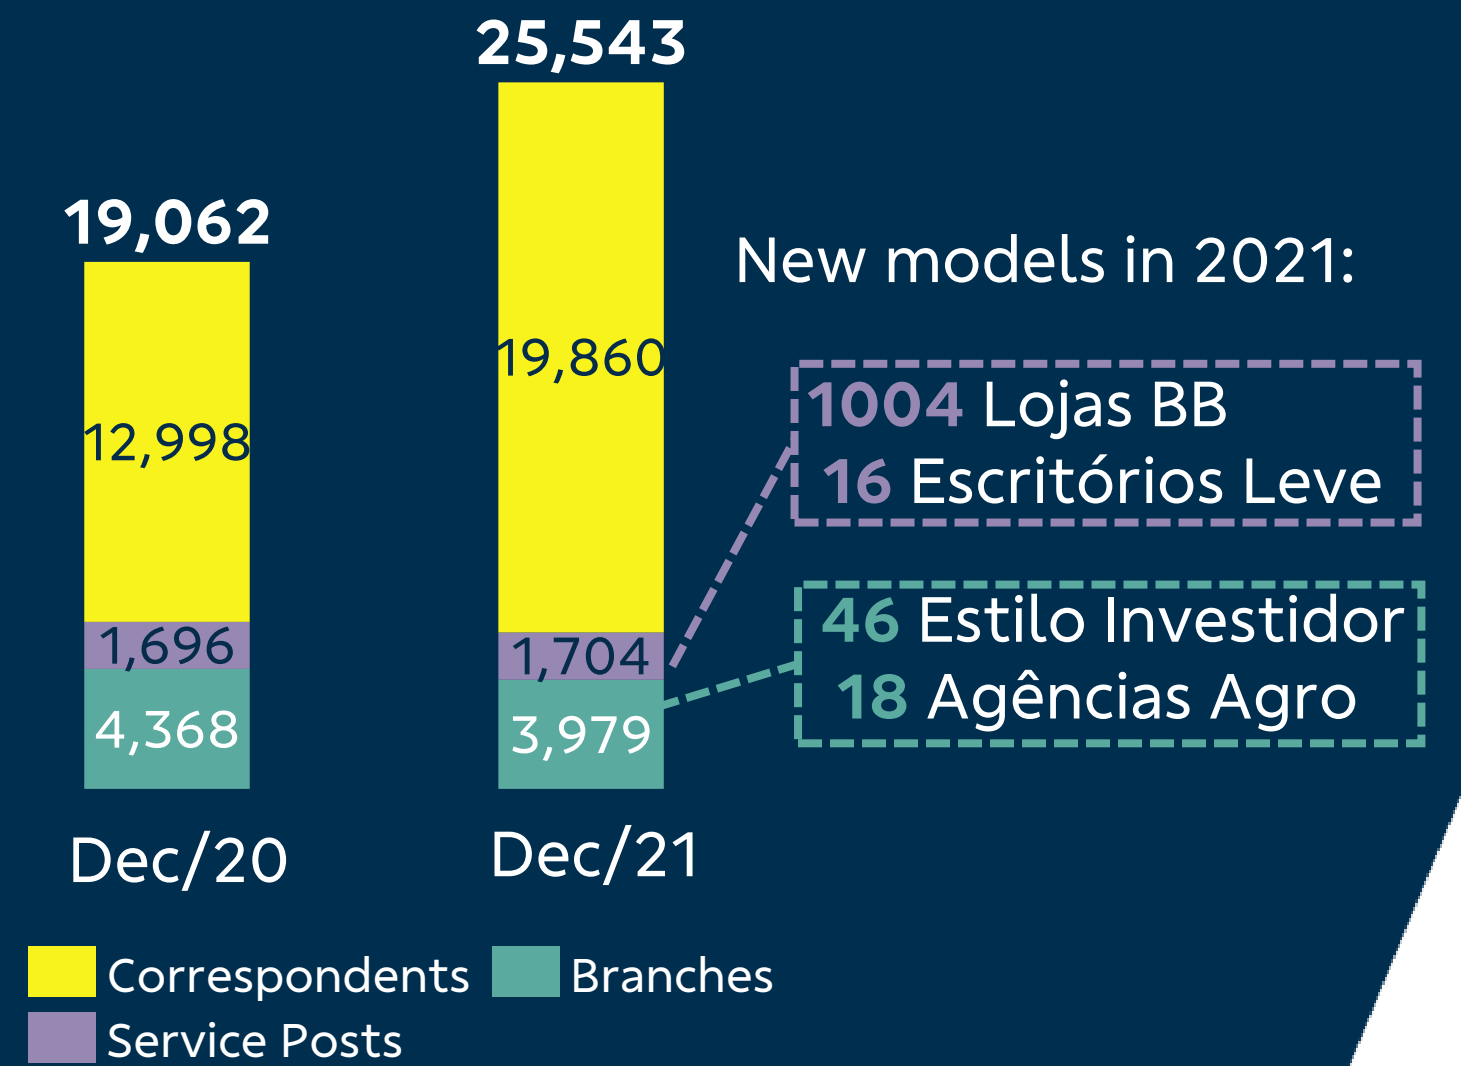 25,543
19,062
New models in 2021:
19,860
1004 Lojas BB
12,998
16 Escritórios Leve
1,696
1,704
46 Estilo Investidor
4,368
3,979
18 Agências Agro
Dec/20
Dec/21
Correspondents
Branches
Service Posts